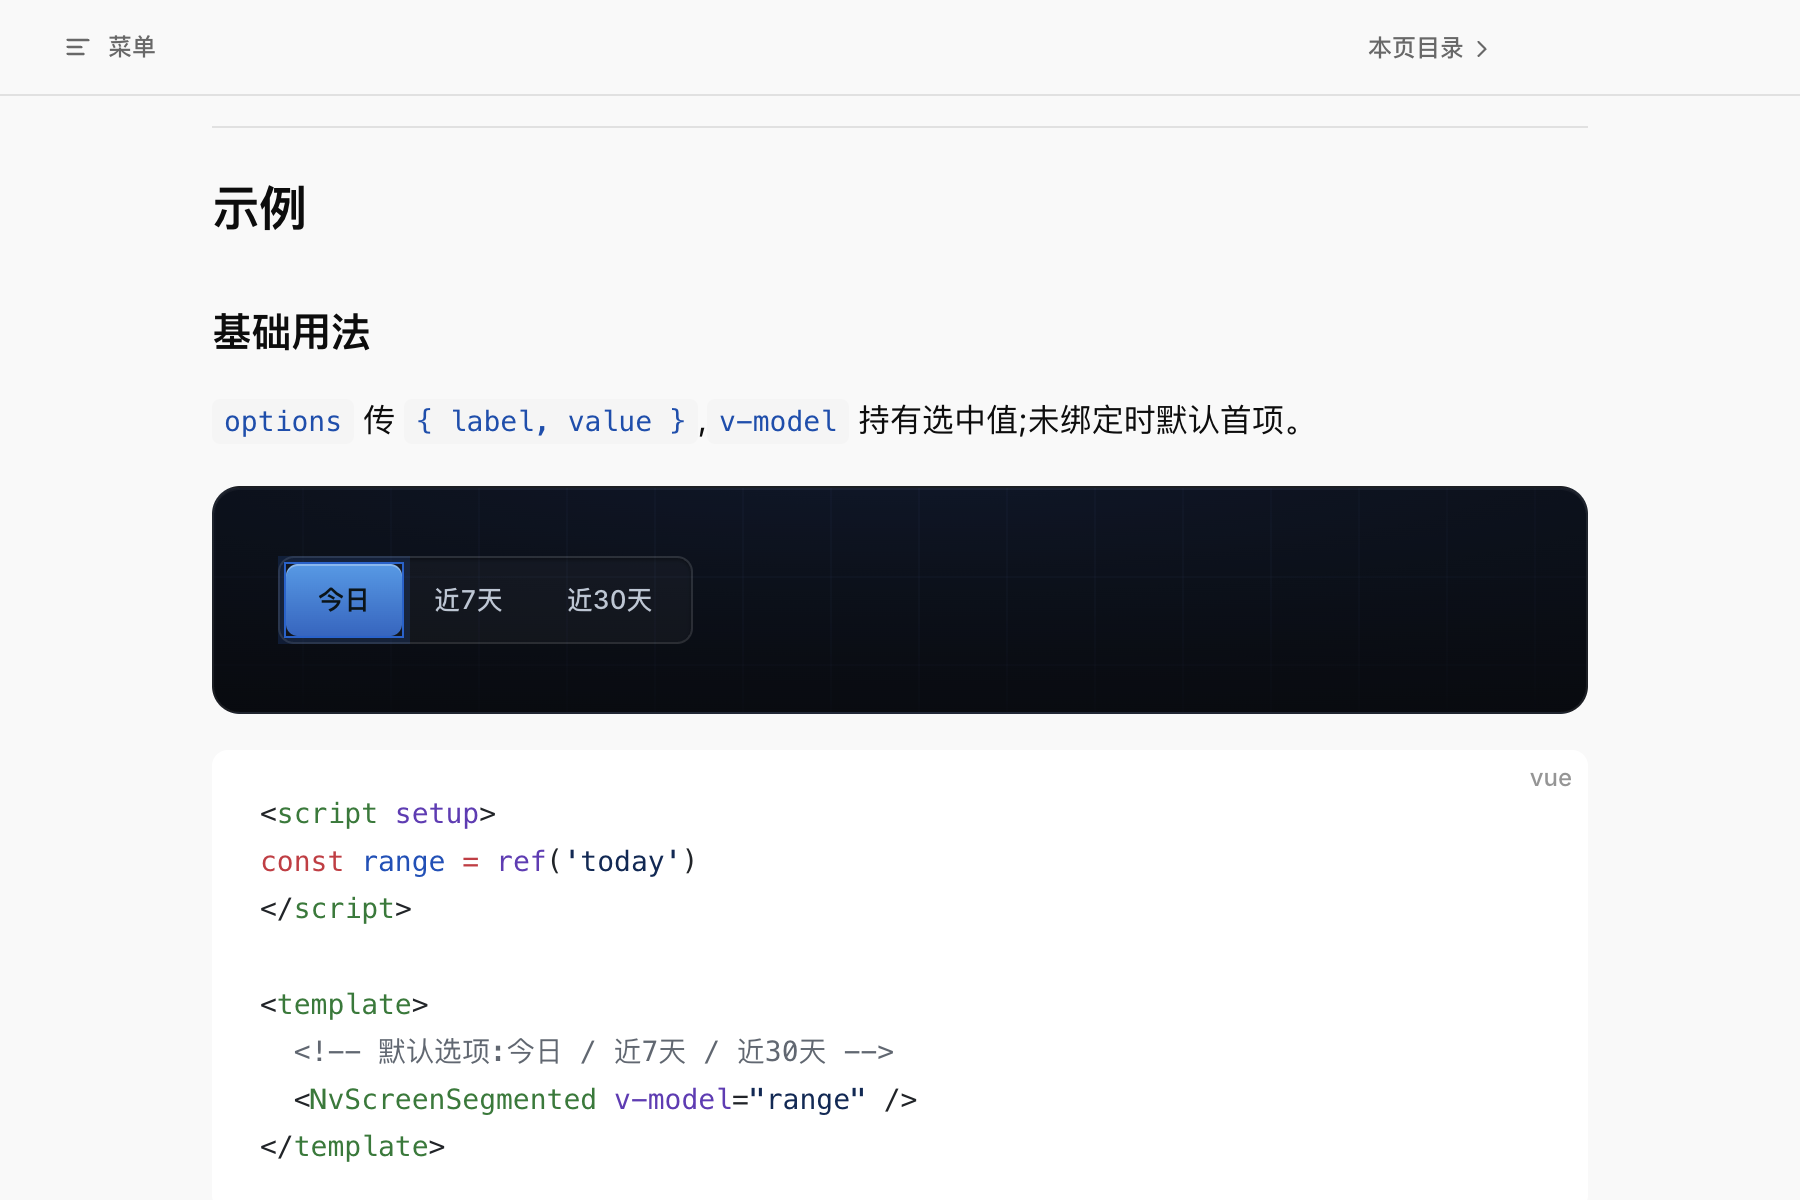 菜单
本页目录
示例
基础用法
options 传 { label, value } , v-model 持有选中值;未绑定时默认首项。
今日 近7天 近30天
vue
<script setup>
const range = ref('today')
</script>

<template>
  <!-- 默认选项:今日 / 近7天 / 近30天 -->
  <NvScreenSegmented v-model="range" />
</template>